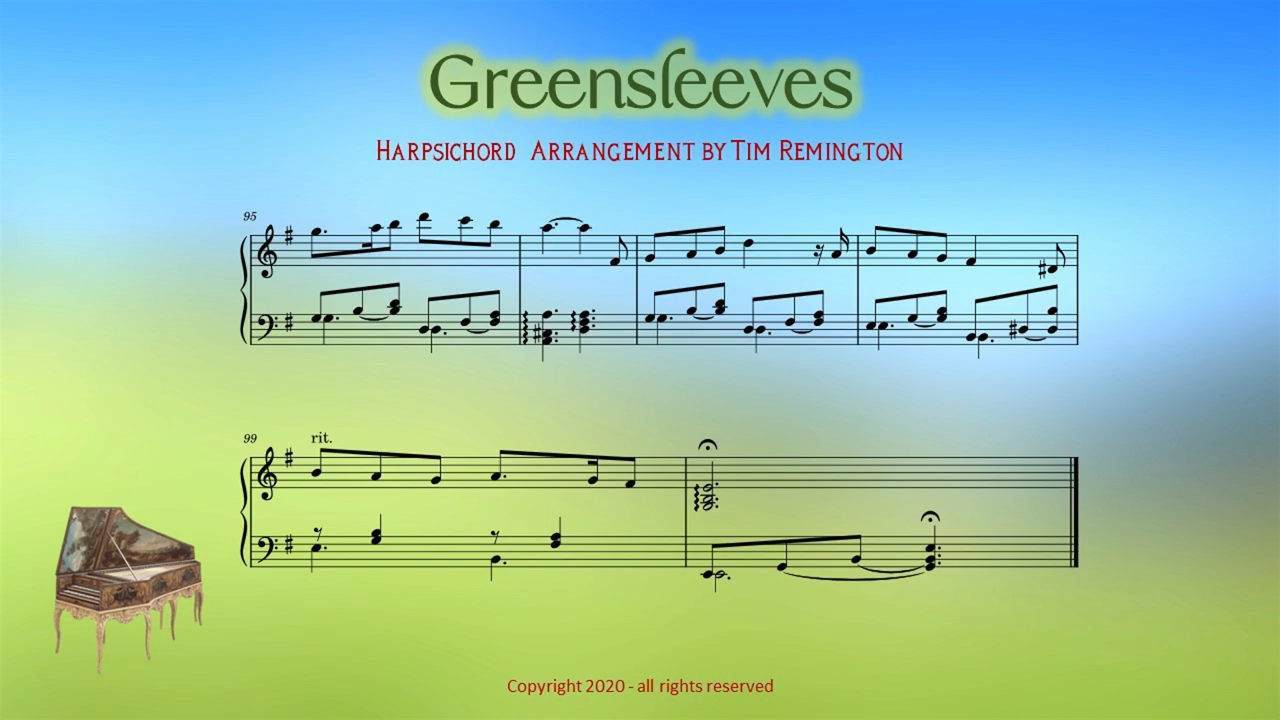 Greensleeves
Harpsichord Arrangement by Tim Remington
95
99
rit.
Copyright 2020 - all rights reserved